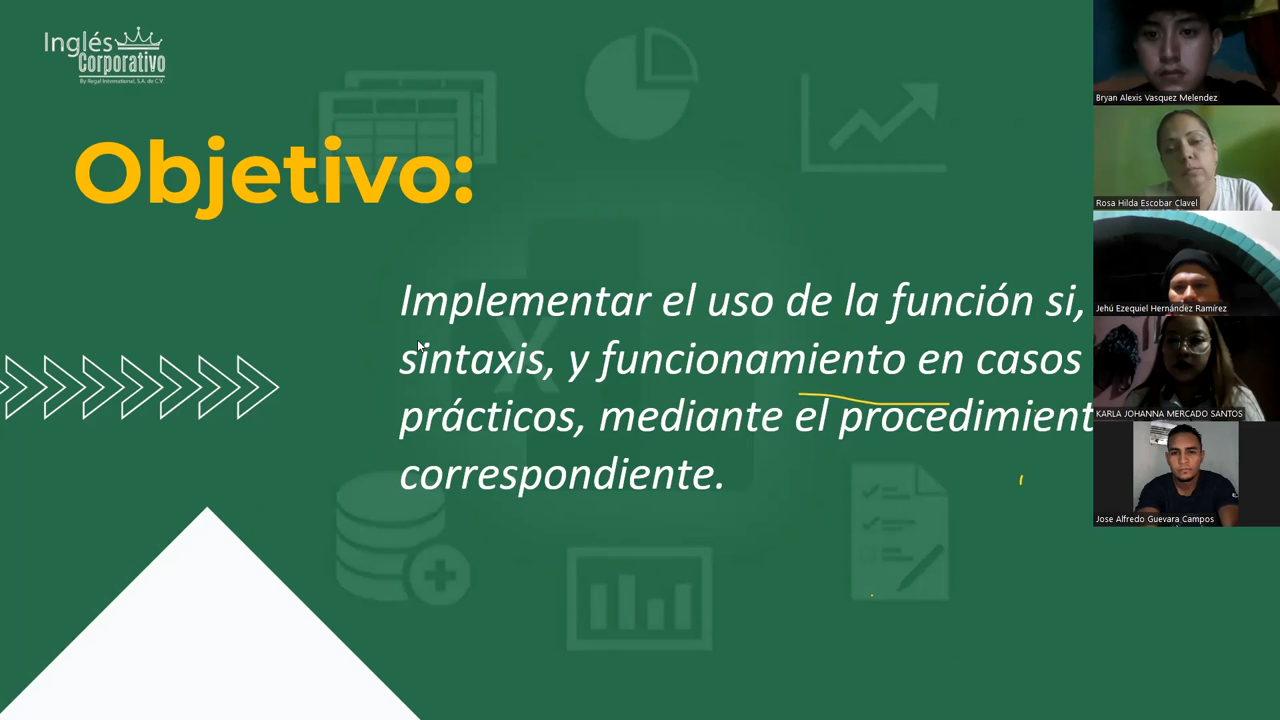 Inglés
Corporativo
By Regal International, S.A. de C.V.
Objetivo:
Implementar el uso de la función si,
sintaxis, y funcionamiento en casos
prácticos, mediante el procedimient
correspondiente.
Bryan Alexis Vasquez Melendez
Rosa Hilda Escobar Clavel
Jehú Ezequiel Hernández Ramírez
KARLA JOHANNA MERCADO SANTOS
Jose Alfredo Guevara Campos